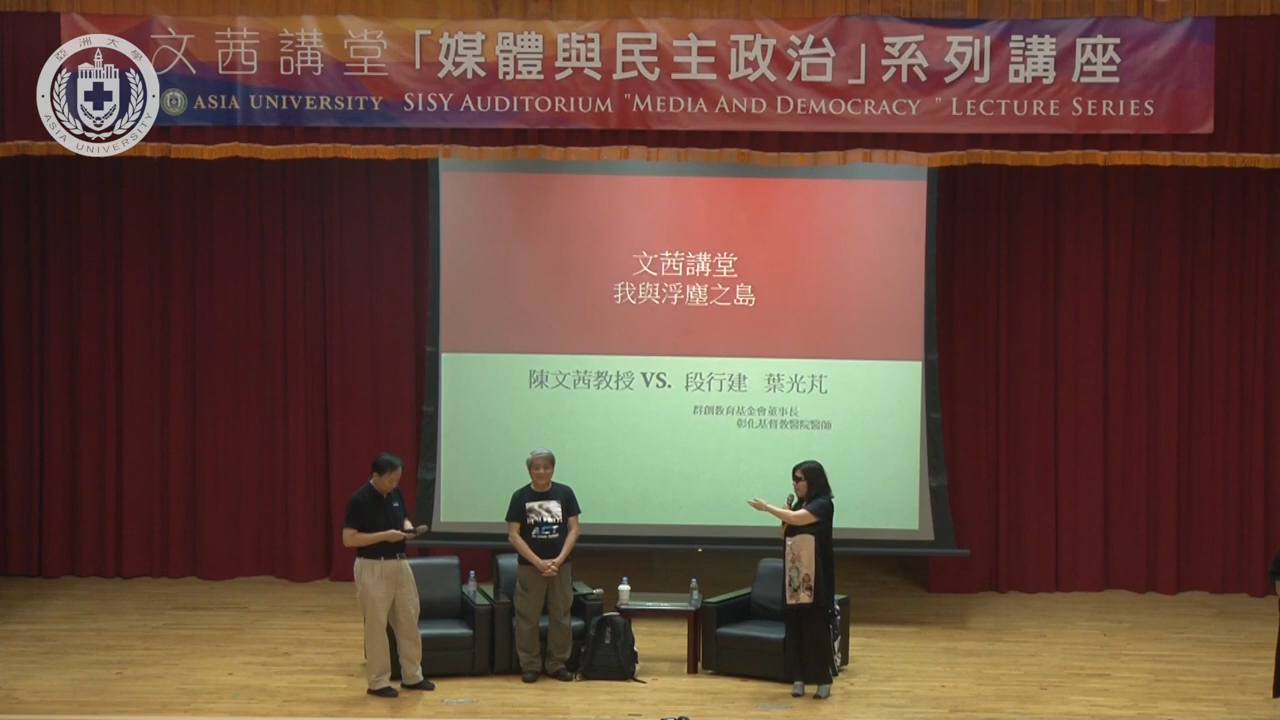 文茜講堂「媒體與民主政治」系列講座
ASIA UNIVERSITY SISY AUDITORIUM "MEDIA AND DEMOCRACY " LECTURE SERIES
亞洲大學
ASIA UNIVERSITY
文茜講堂
我與浮塵之島
陳文茜教授 VS. 段行建 葉光芃
群創教育基金會董事長
彰化基督教醫院醫師
ACT